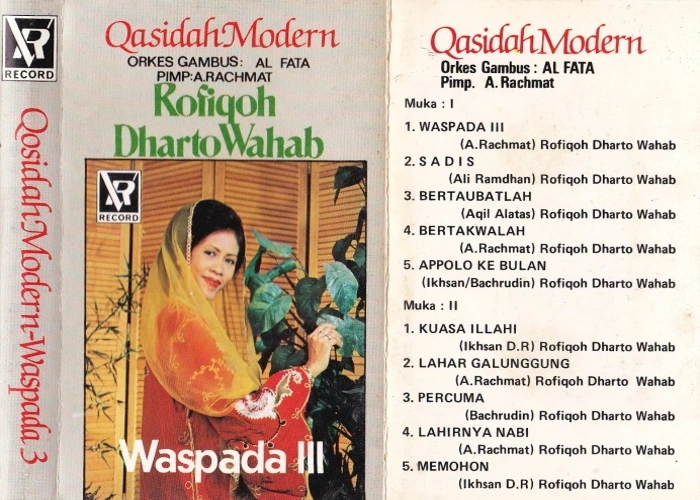 AR
RECORD
Qosidah Modern-Waspada 3
Qasidah Modern
ORKES GAMBUS: AL FATA
PIMP:A.RACHMAT
Rofiqoh
Dharto Wahab
AR
RECORD
Waspada III
Qasidah Modern
Orkes Gambus : AL FATA
Pimp. A. Rachmat
Muka : I
1. WASPADA III
(A.Rachmat) Rofiqoh Dharto Wahab
2. S A D I S
(Ali Ramdhan) Rofiqoh Dharto Wahab
3. BERTAUBATLAH
(Aqil Alatas) Rofiqoh Dharto Wahab
4. BERTAKWALAH
(A.Rachmat) Rofiqoh Dharto Wahab
5. APPOLO KE BULAN
(Ikhsan/Bachrudin) Rofiqoh Dharto Wahab
Muka : II
1. KUASA ILLAHI
(Ikhsan D.R) Rofiqoh Dharto Wahab
2. LAHAR GALUNGGUNG
(A.Rachmat) Rofiqoh Dharto Wahab
3. PERCUMA
(Bachrudin) Rofiqoh Dharto Wahab
4. LAHIRNYA NABI
(A.Rachmat) Rofiqoh Dharto Wahab
5. MEMOHON
(Ikhsan D.R) Rofiqoh Dharto Wahab